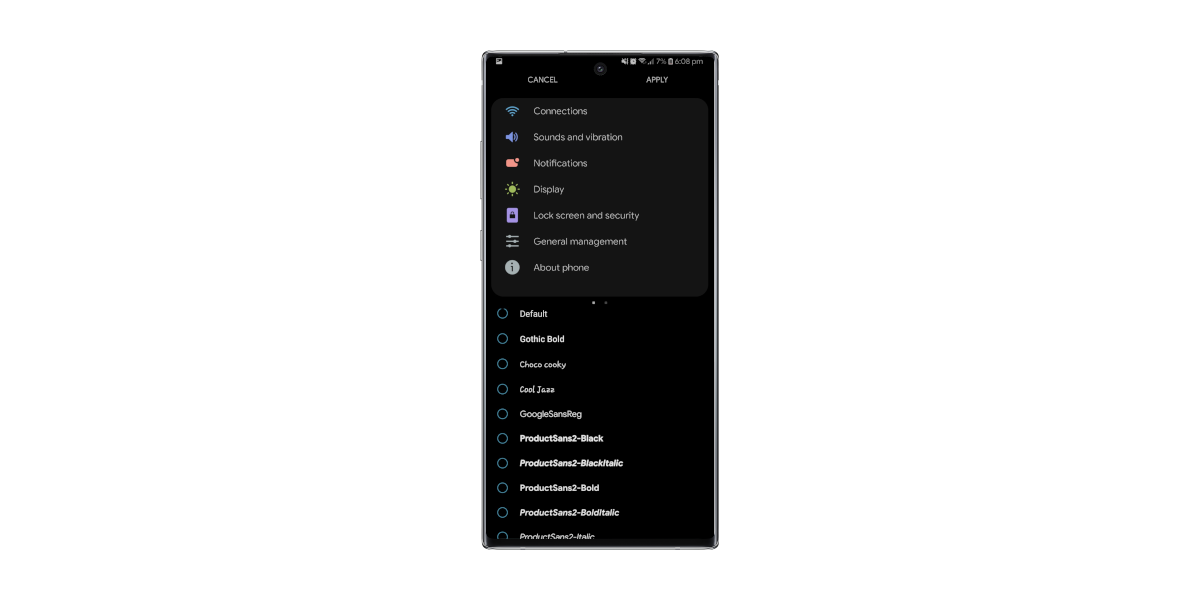 7% 6:08 pm
CANCEL APPLY
Connections
Sounds and vibration
Notifications
Display
Lock screen and security
General management
About phone
Default
Gothic Bold
Choco cooky
Cool Jazz
GoogleSansReg
ProductSans2-Black
ProductSans2-BlackItalic
ProductSans2-Bold
ProductSans2-BoldItalic
ProductSans2-Italic